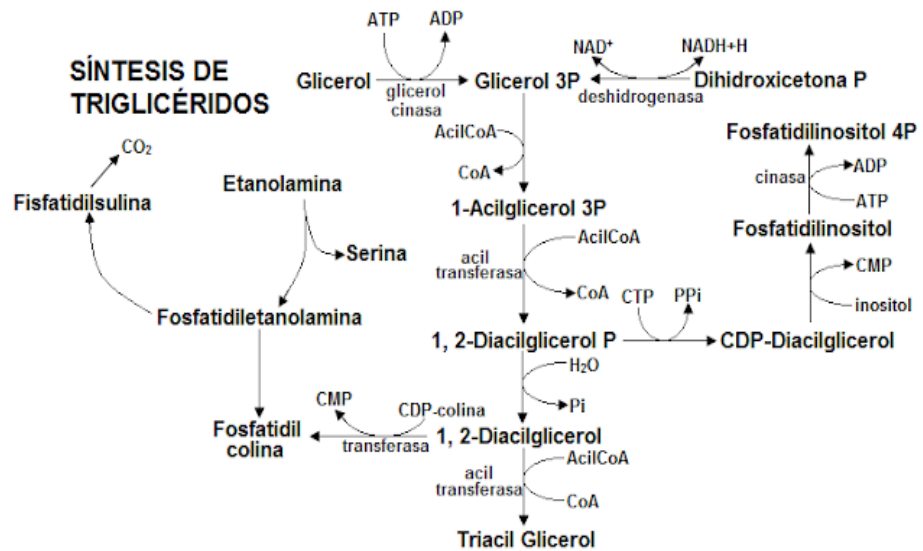 SÍNTESIS DE
TRIGLICÉRIDOS
ATP
ADP
Glicerol
glicerol
cinasa
Glicerol 3P
NAD⁺
NADH+H
deshidrogenasa
Dihidroxicetona P
AcilCoA
CoA
1-Acilglicerol 3P
acil
transferasa
AcilCoA
CoA
1, 2-Diacilglicerol P
CTP
PPi
CDP-Diacilglicerol
inositol
CMP
Fosfatidilinositol
cinasa
ATP
ADP
Fosfatidilinositol 4P
H₂O
Pi
1, 2-Diacilglicerol
CDP-colina
CMP
transferasa
Fosfatidil
colina
acil
transferasa
AcilCoA
CoA
Triacil Glicerol
CO₂
Fisfatidilsulina
Etanolamina
Serina
Fosfatidiletanolamina